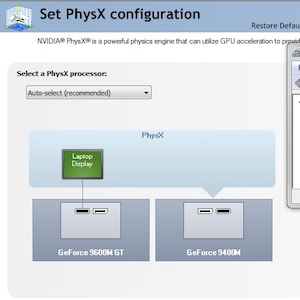 Set PhysX configuration
Restore Defau
NVIDIA® PhysX® is a powerful physics engine that can utilize GPU acceleration to provid
Select a PhysX processor:
Auto-select (recommended)
PhysX
Laptop
Display
GeForce 9600M GT
GeForce 9400M